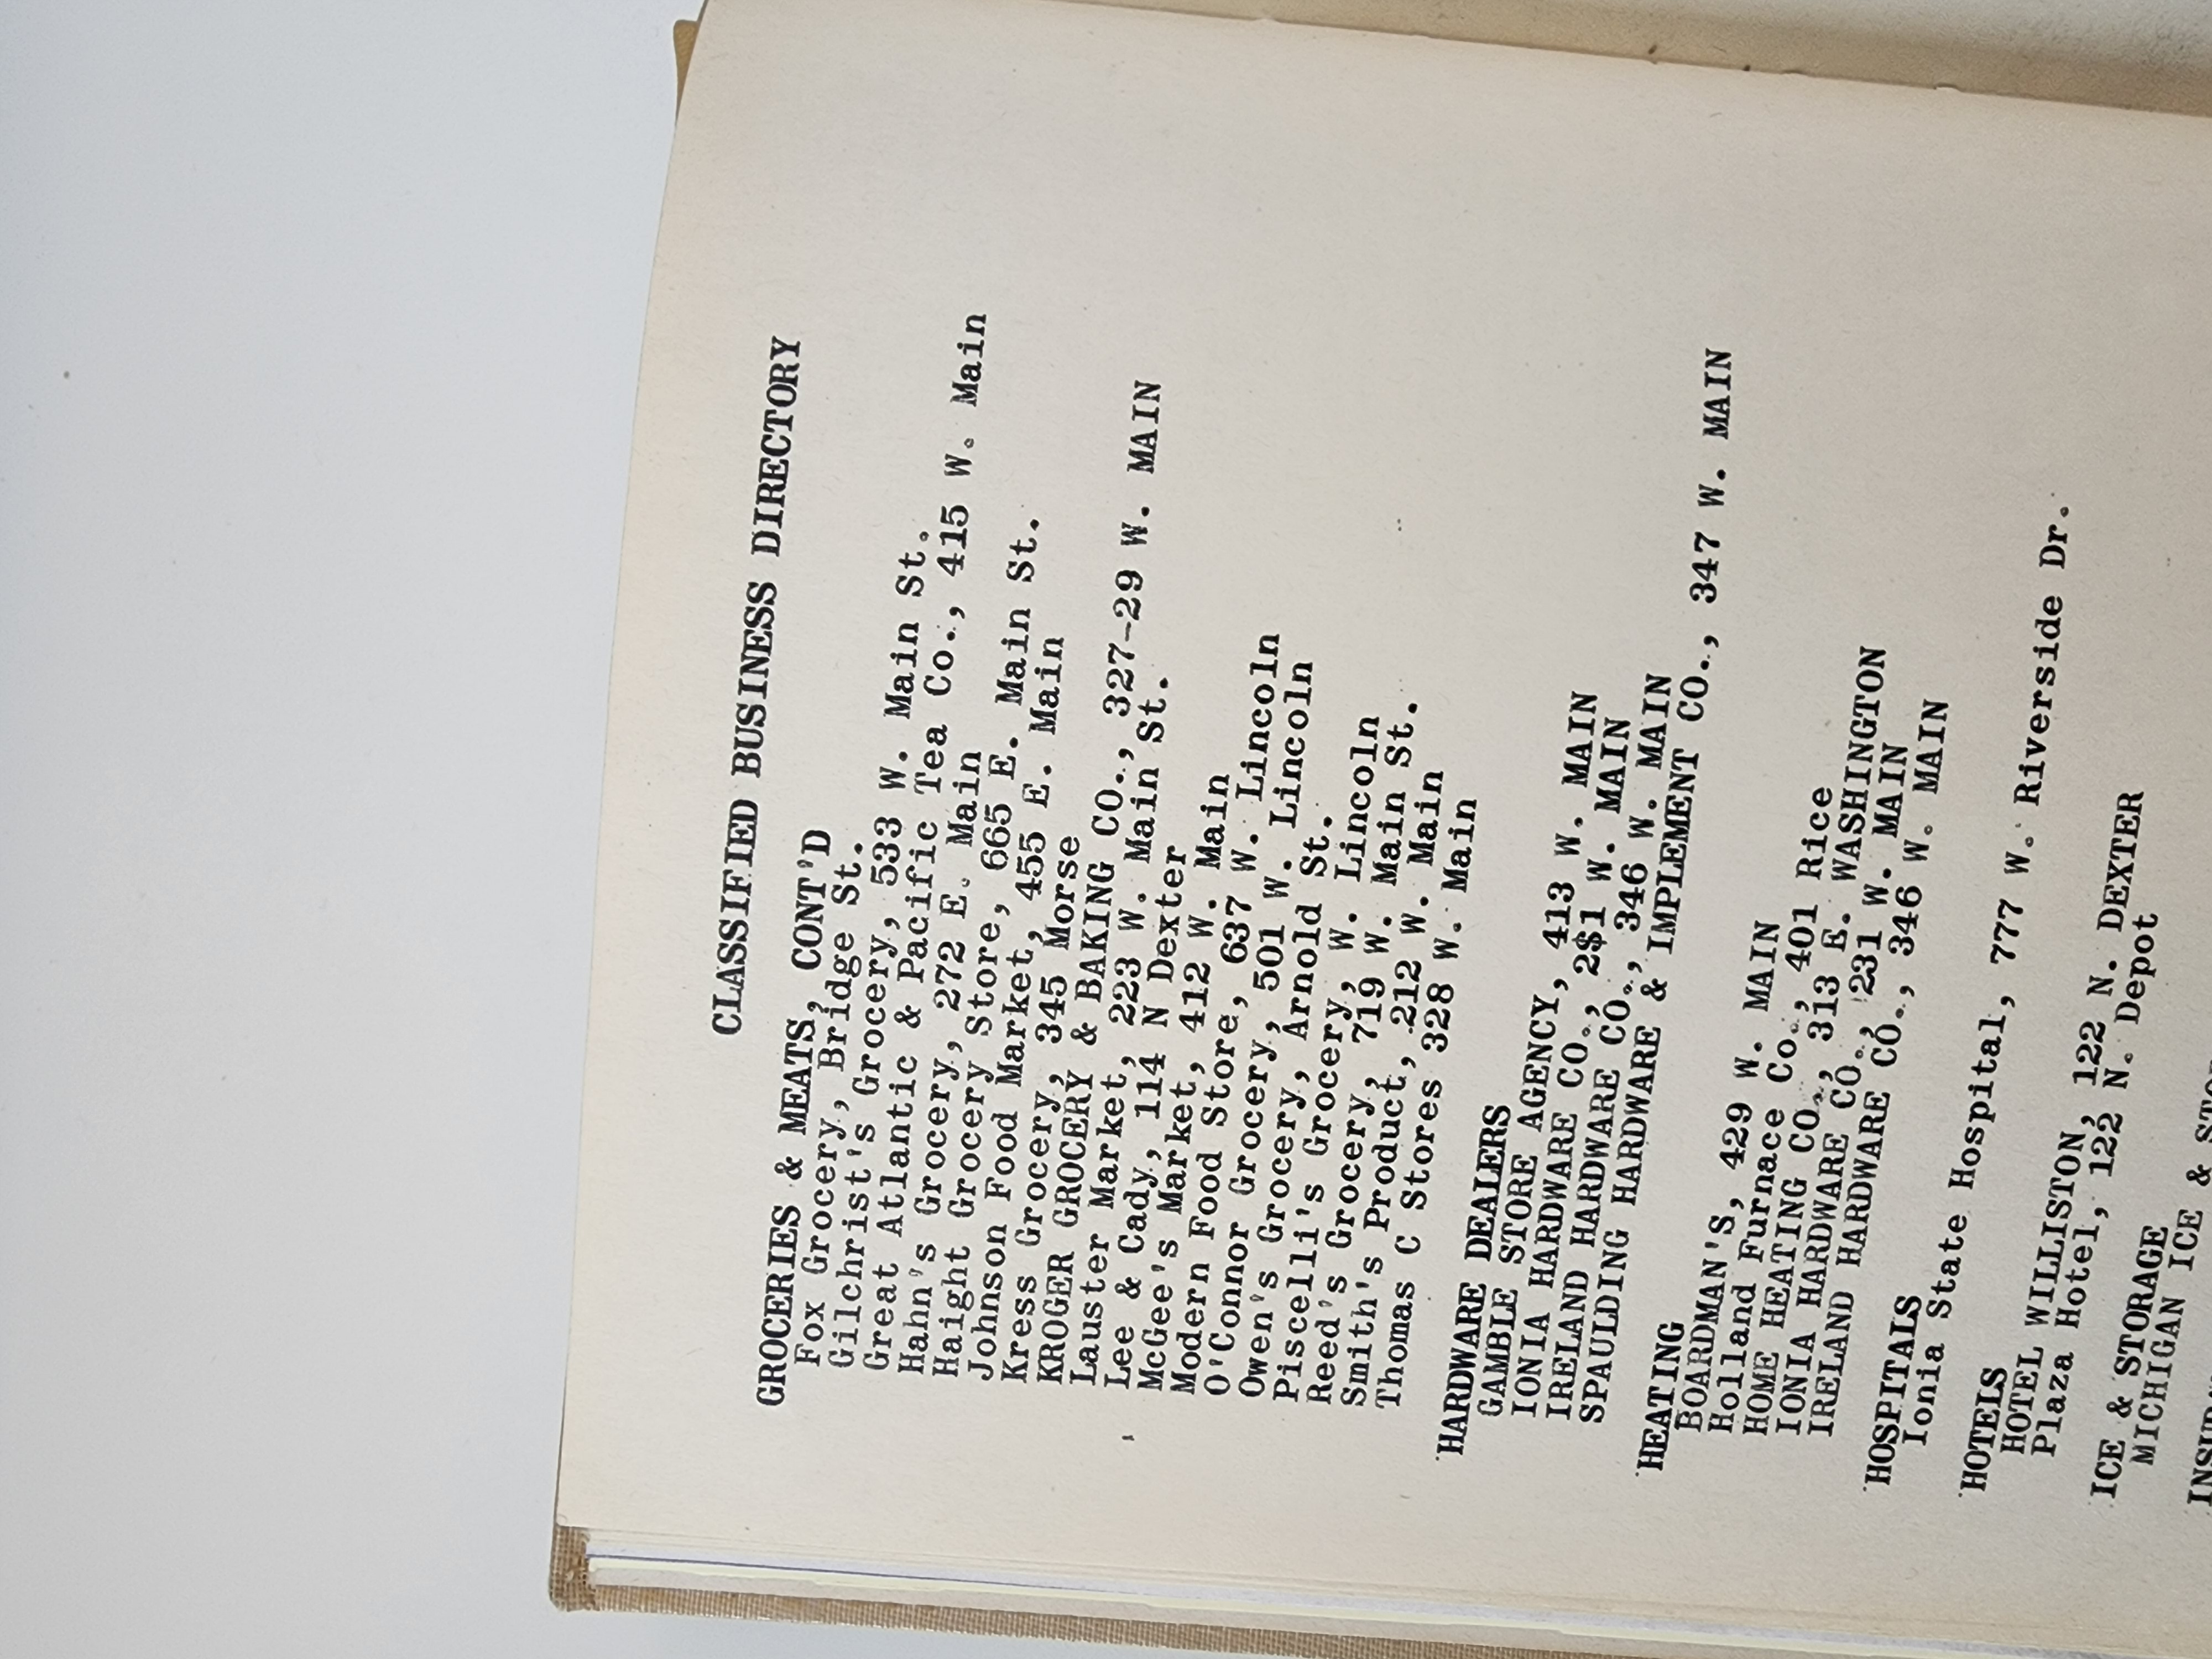 CLASSIFIED BUSINESS DIRECTORY
GROCERIES & MEATS, CONT'D
Fox Grocery, Bridge St.
Gilchrist's Grocery, 533 W. Main St.
Great Atlantic & Pacific Tea Co., 415 W. Main
Hahn's Grocery, 272 E. Main
Haight Grocery Store, 665 E. Main St.
Johnson Food Market, 455 E. Main
Kress Grocery, 345 Morse
KROGER GROCERY & BAKING CO., 327-29 W. MAIN
Lauster Market, 223 W. Main St.
Lee & Cady, 114 N Dexter
McGee's Market, 412 W. Main
Modern Food Store, 637 W. Lincoln
O'Connor Grocery, 501 W. Lincoln
Owen's Grocery, Arnold St.
Piscelli's Grocery, W. Lincoln
Reed's Grocery, 719 W. Main St.
Smith's Product, 212 W. Main
Thomas C Stores 328 W. Main
HARDWARE DEALERS
GAMBLE STORE AGENCY, 413 W. MAIN
IONIA HARDWARE CO., 2$1 W. MAIN
IRELAND HARDWARE CO., 346 W. MAIN
SPAULDING HARDWARE & IMPLEMENT CO., 347 W. MAIN
HEATING
BOARDMAN'S, 429 W. MAIN
Holland Furnace Co., 401 Rice
HOME HEATING CO., 313 E. WASHINGTON
IONIA HARDWARE CO., 231 W. MAIN
IRELAND HARDWARE CO., 346 W. MAIN
HOSPITALS
Ionia State Hospital, 777 W. Riverside Dr.
HOTELS
HOTEL WILLISTON, 122 N. DEXTER
Plaza Hotel, 122 N. Depot
ICE & STORAGE
MICHIGAN ICE &